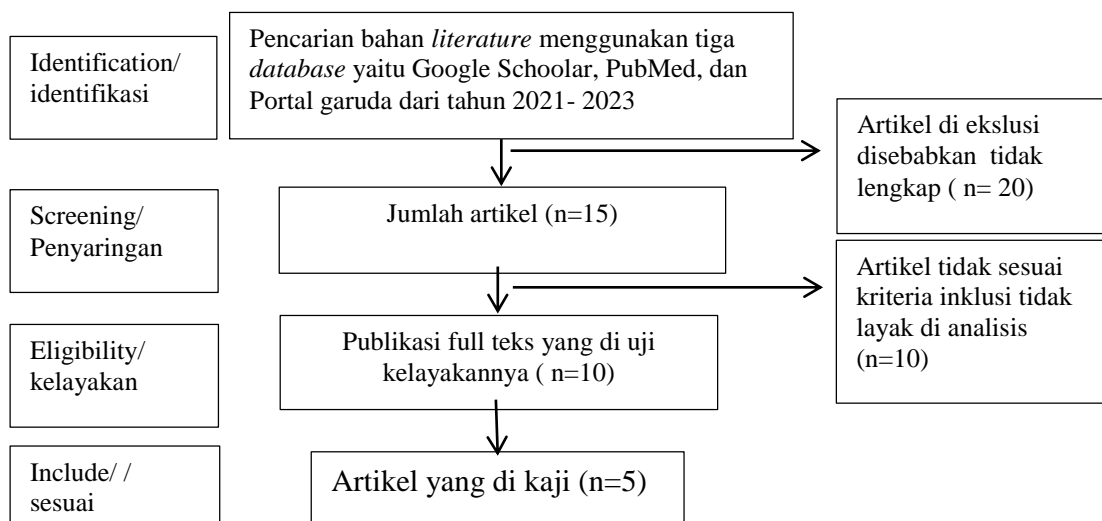 Identification/
identifikasi
Pencarian bahan literature menggunakan tiga
database yaitu Google Schoolar, PubMed, dan
Portal garuda dari tahun 2021- 2023
Artikel di ekslusi
disebabkan  tidak
lengkap ( n= 20)
Screening/
Penyaringan
Jumlah artikel (n=15)
Artikel tidak sesuai
kriteria inklusi tidak
layak di analisis
(n=10)
Eligibility/
kelayakan
Publikasi full teks yang di uji
kelayakannya ( n=10)
Include/ /
sesuai
Artikel yang di kaji (n=5)